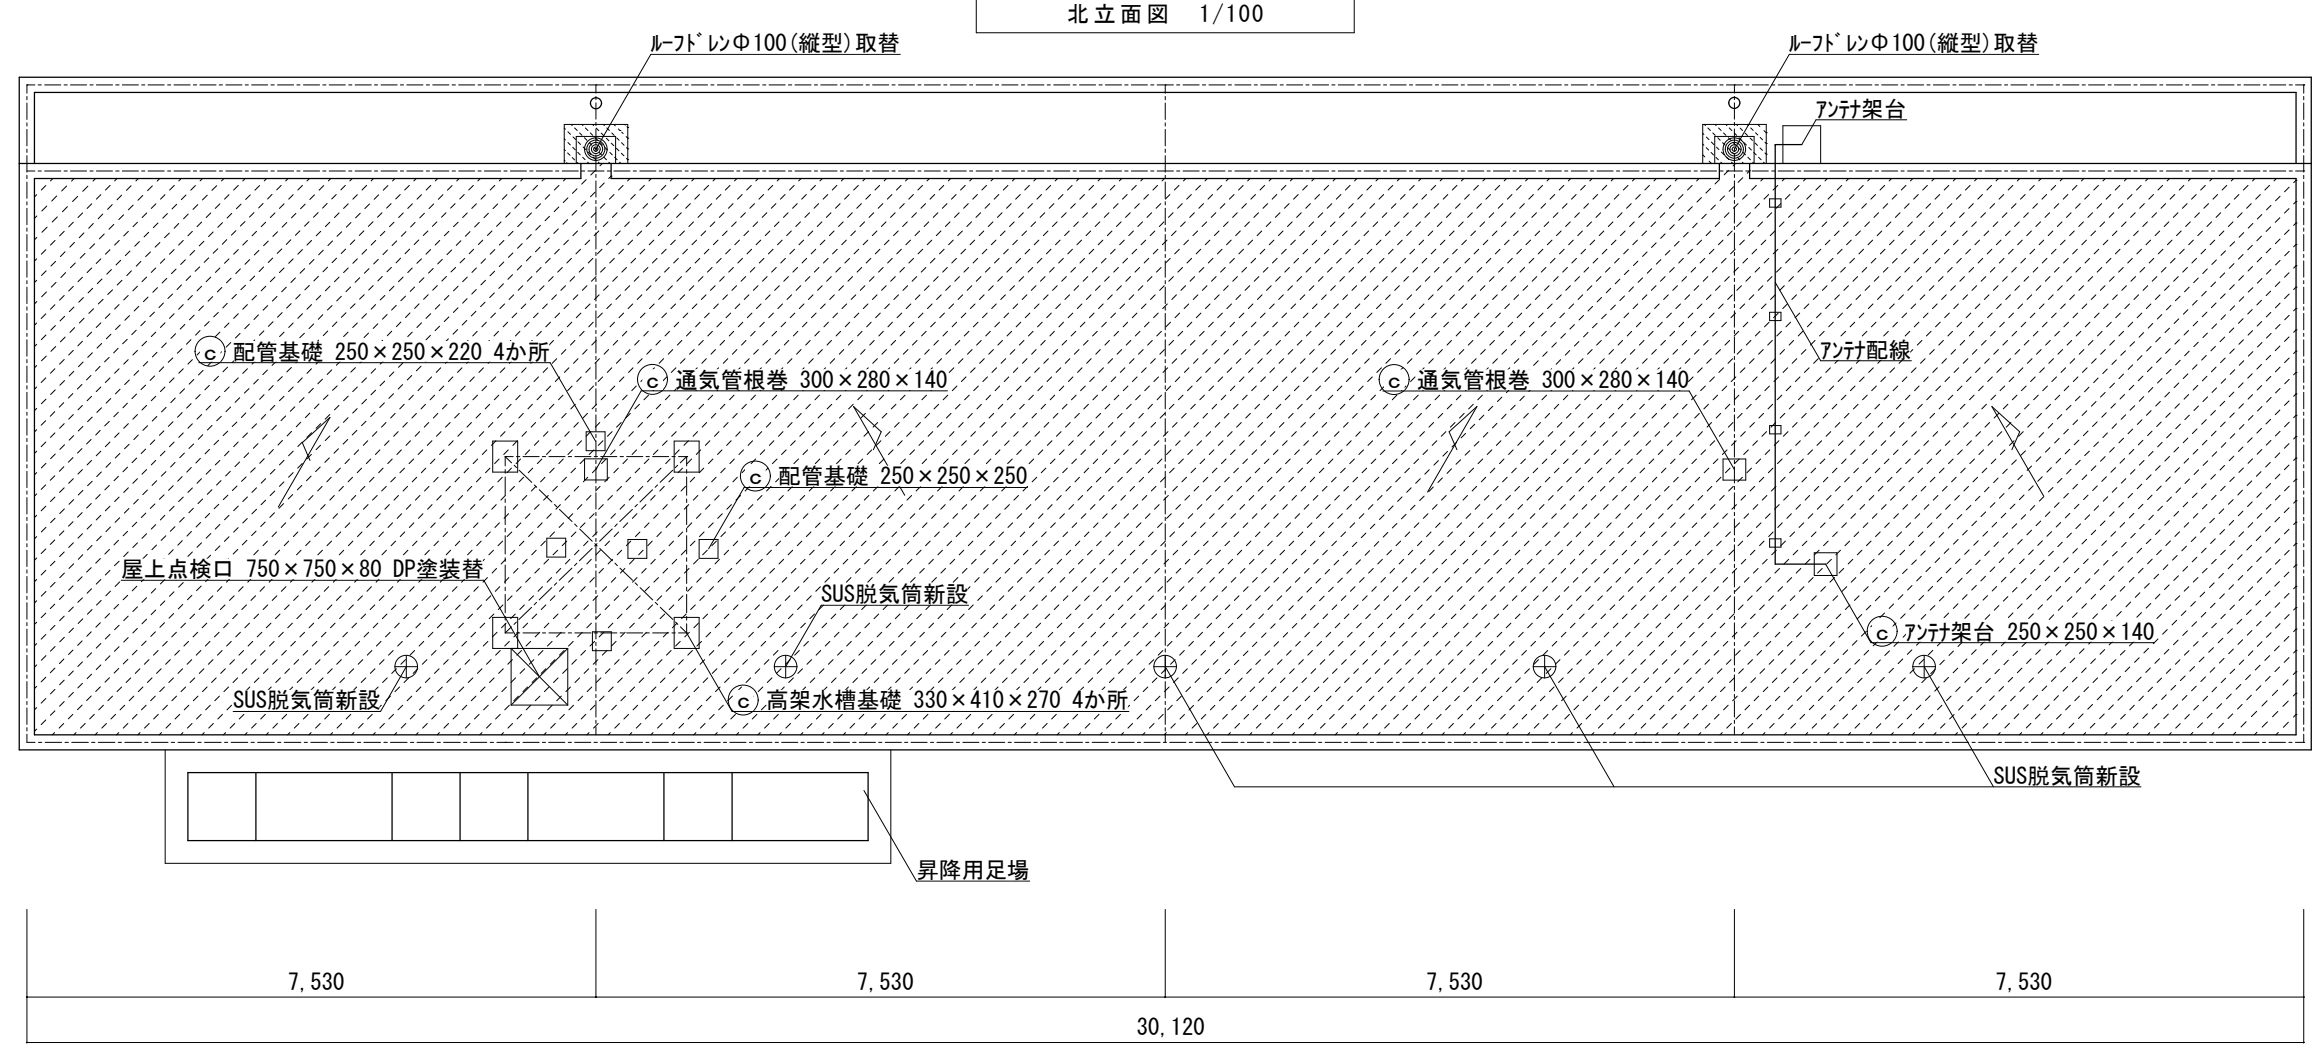 北立面図 1/100
ﾙｰﾌﾄﾞﾚﾝΦ100(縦型)取替
ﾙｰﾌﾄﾞﾚﾝΦ100(縦型)取替
ｱﾝﾃﾅ架台
c 配管基礎 250×250×220 4か所
ｱﾝﾃﾅ配線
c 通気管根巻 300×280×140
c 通気管根巻 300×280×140
c 配管基礎 250×250×250
屋上点検口 750×750×80 DP塗装替
SUS脱気筒新設
c ｱﾝﾃﾅ架台 250×250×140
SUS脱気筒新設
c 高架水槽基礎 330×410×270 4か所
SUS脱気筒新設
昇降用足場
7,530
7,530
7,530
7,530
30,120